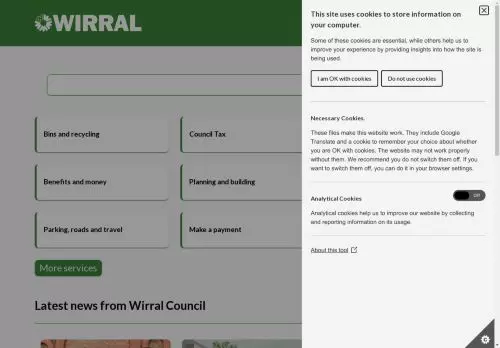 WIRRAL
Bins and recycling
Council Tax
Benefits and money
Planning and building
Parking, roads and travel
Make a payment
More services
Latest news from Wirral Council
This site uses cookies to store information on
your computer.
Some of these cookies are essential, while others help us to
improve your experience by providing insights into how the site is
being used.
I am OK with cookies
Do not use cookies
Necessary Cookies.
These files make this website work. They include Google
Translate and a cookie to remember your choice about whether
you are OK with cookies. The website may not work properly
without them. We recommend you do not switch them off. If you
want to switch them off, you can do it in your browser settings.
Analytical Cookies
Off
Analytical cookies help us to improve our website by collecting
and reporting information on its usage.
About this tool